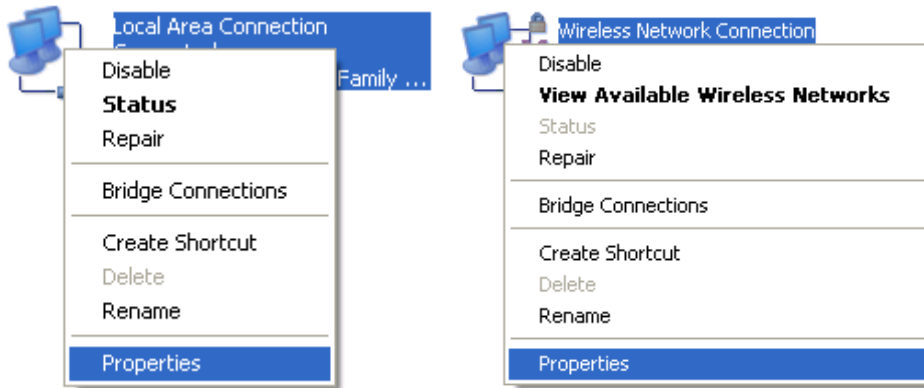 Local Area Connection
Family ...
Disable
Status
Repair
Bridge Connections
Create Shortcut
Delete
Rename
Properties
Wireless Network Connection
Disable
View Available Wireless Networks
Status
Repair
Bridge Connections
Create Shortcut
Delete
Rename
Properties